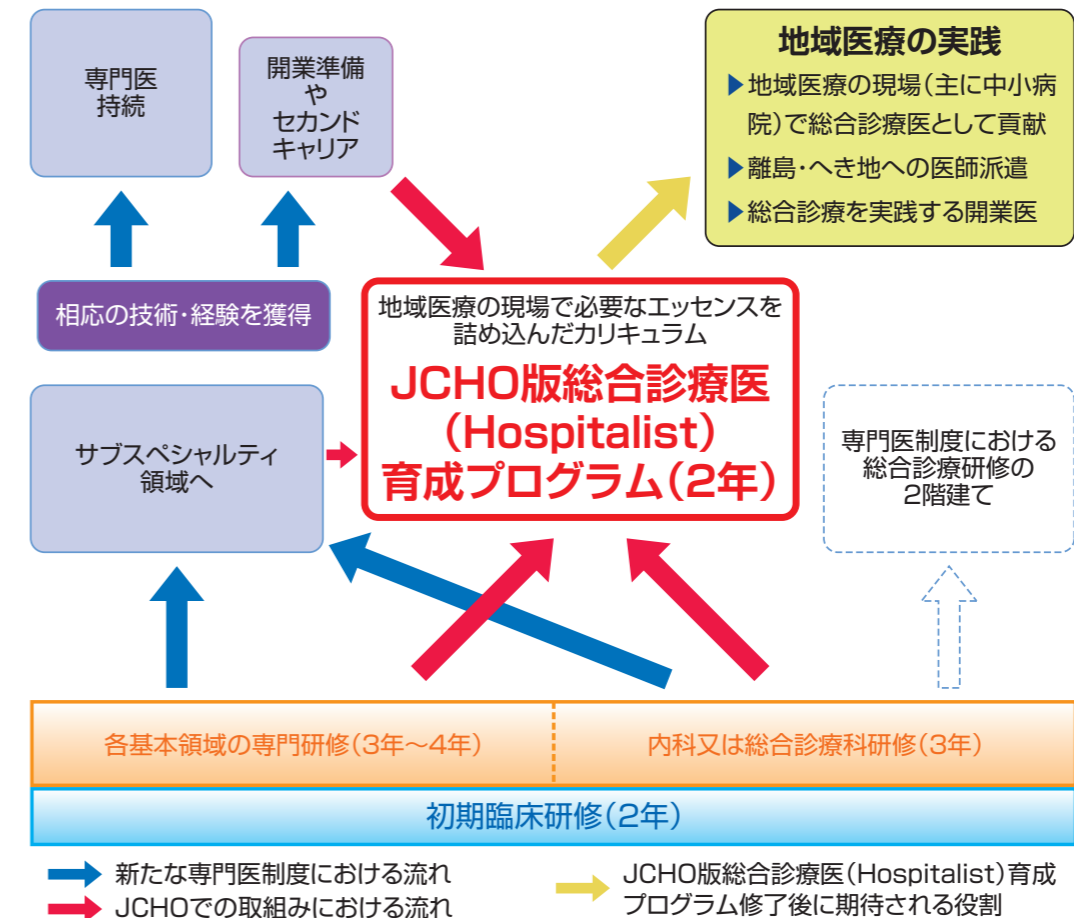 専門医
持続
開業準備
や
セカンド
キャリア
地域医療の実践
▶地域医療の現場(主に中小病
院)で総合診療医として貢献
▶離島・へき地への医師派遣
▶総合診療を実践する開業医
相応の技術・経験を獲得
地域医療の現場で必要なエッセンスを
詰め込んだカリキュラム
JCHO版総合診療医
(Hospitalist)
育成プログラム(2年)
サブスペシャルティ
領域へ
専門医制度における
総合診療研修の
2階建て
各基本領域の専門研修(3年〜4年)
内科又は総合診療科研修(3年)
初期臨床研修(2年)
新たな専門医制度における流れ
JCHOでの取組みにおける流れ
JCHO版総合診療医(Hospitalist)育成
プログラム修了後に期待される役割